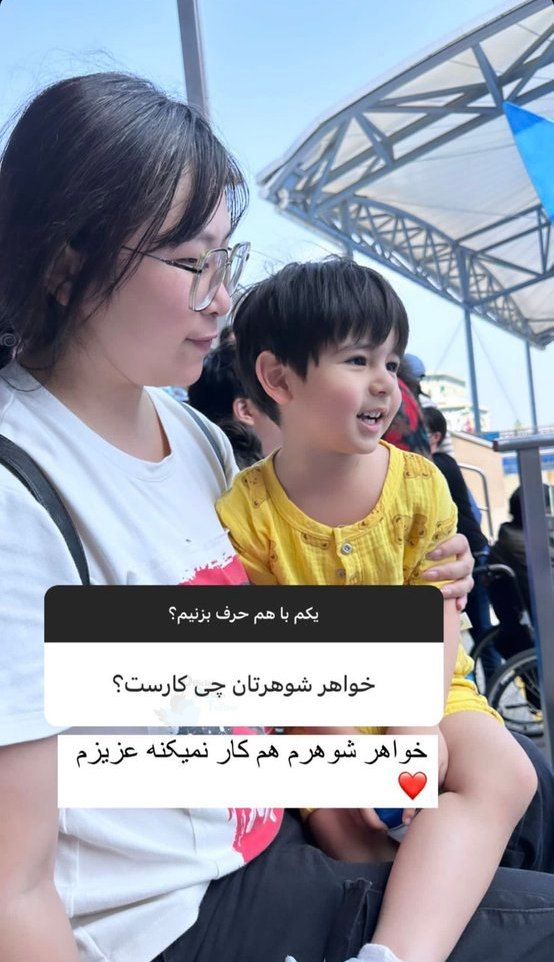 یکم با هم حرف بزنیم؟
خواهر شوهرتان چی کارست؟
خواهر شوهرم هم کار نمیکنه عزیزم
❤️